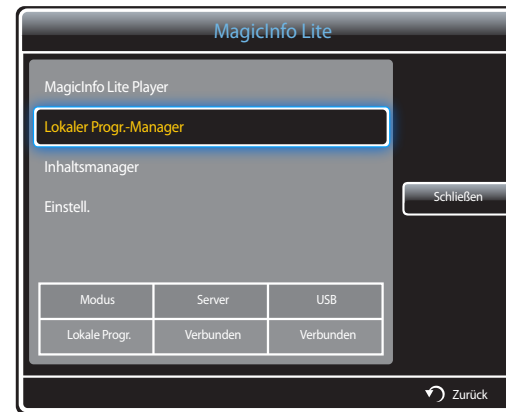 MagicInfo Lite
MagicInfo Lite Player
Lokaler Progr.-Manager
Inhaltsmanager
Einstell.
Schließen
Modus Server USB
Lokale Progr. Verbunden Verbunden
Zurück